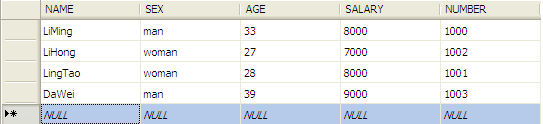 NAME SEX AGE SALARY NUMBER
LiMing man 33 8000 1000
LiHong woman 27 7000 1002
LingTao woman 28 8000 1001
DaWei man 39 9000 1003
NULL NULL NULL NULL NULL